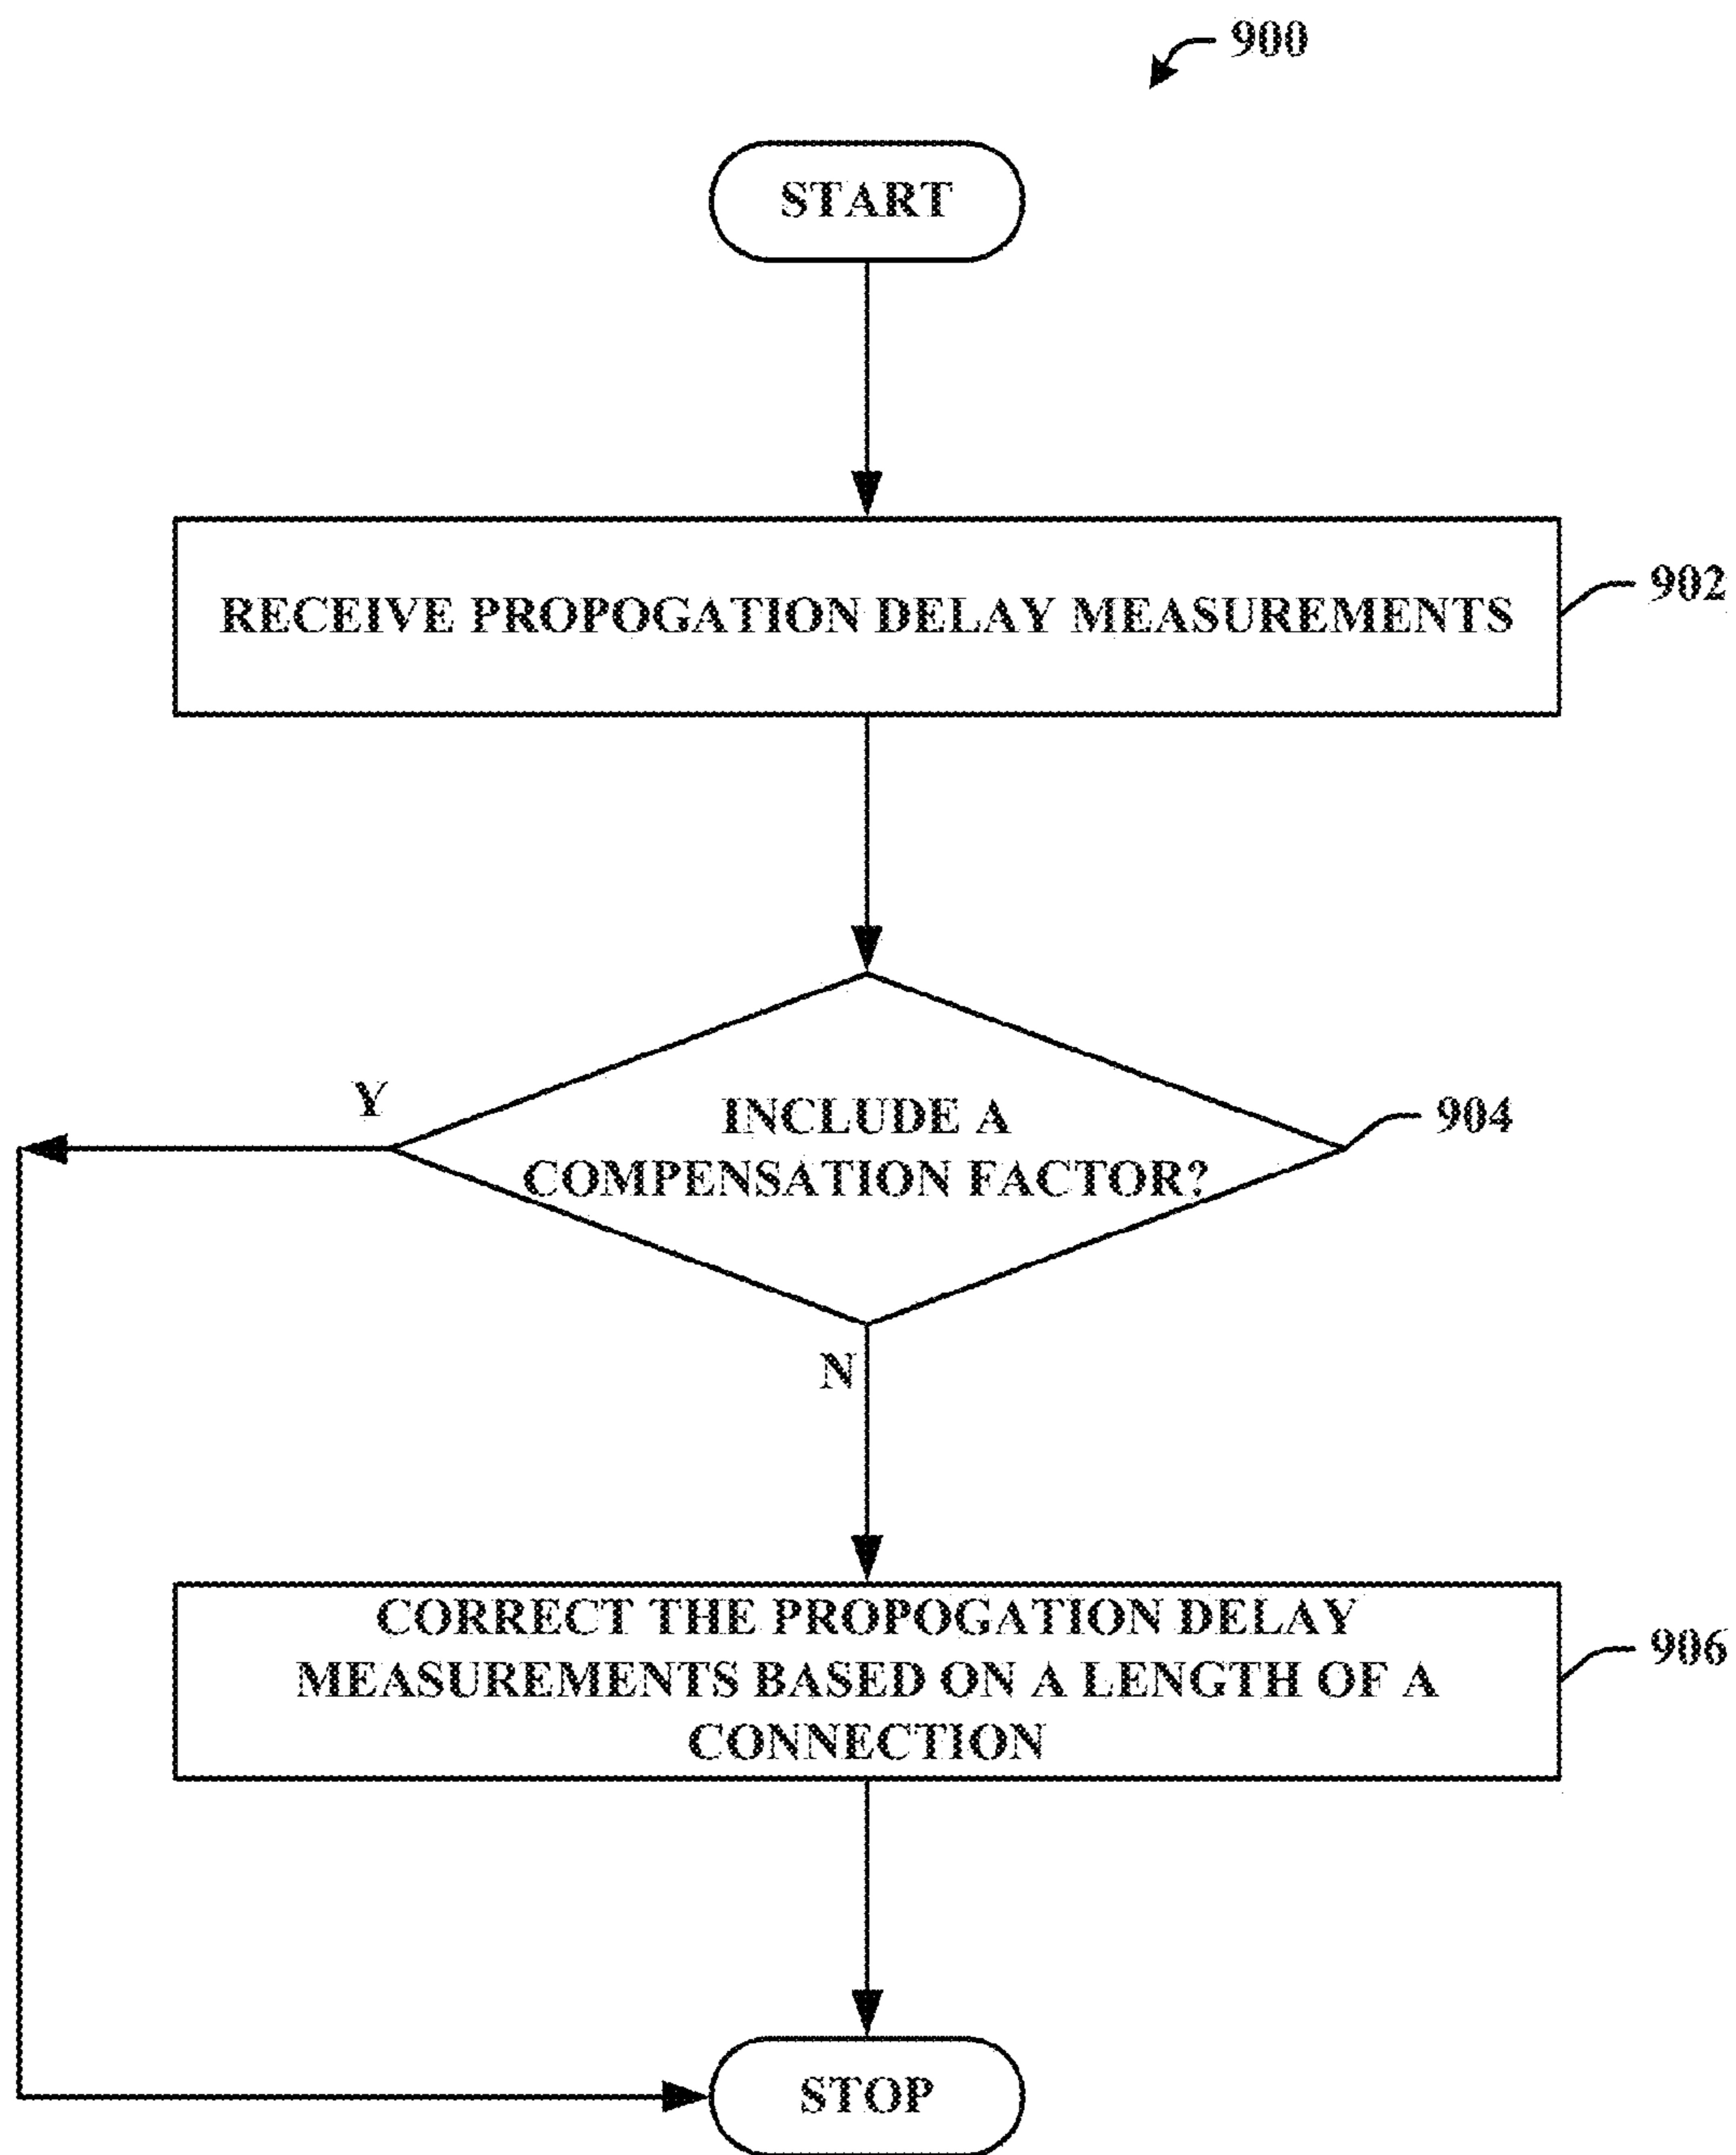 900
START
RECEIVE PROPOGATION DELAY MEASUREMENTS
902
INCLUDE A
COMPENSATION FACTOR?
904
Y
N
CORRECT THE PROPOGATION DELAY
MEASUREMENTS BASED ON A LENGTH OF A
CONNECTION
906
STOP